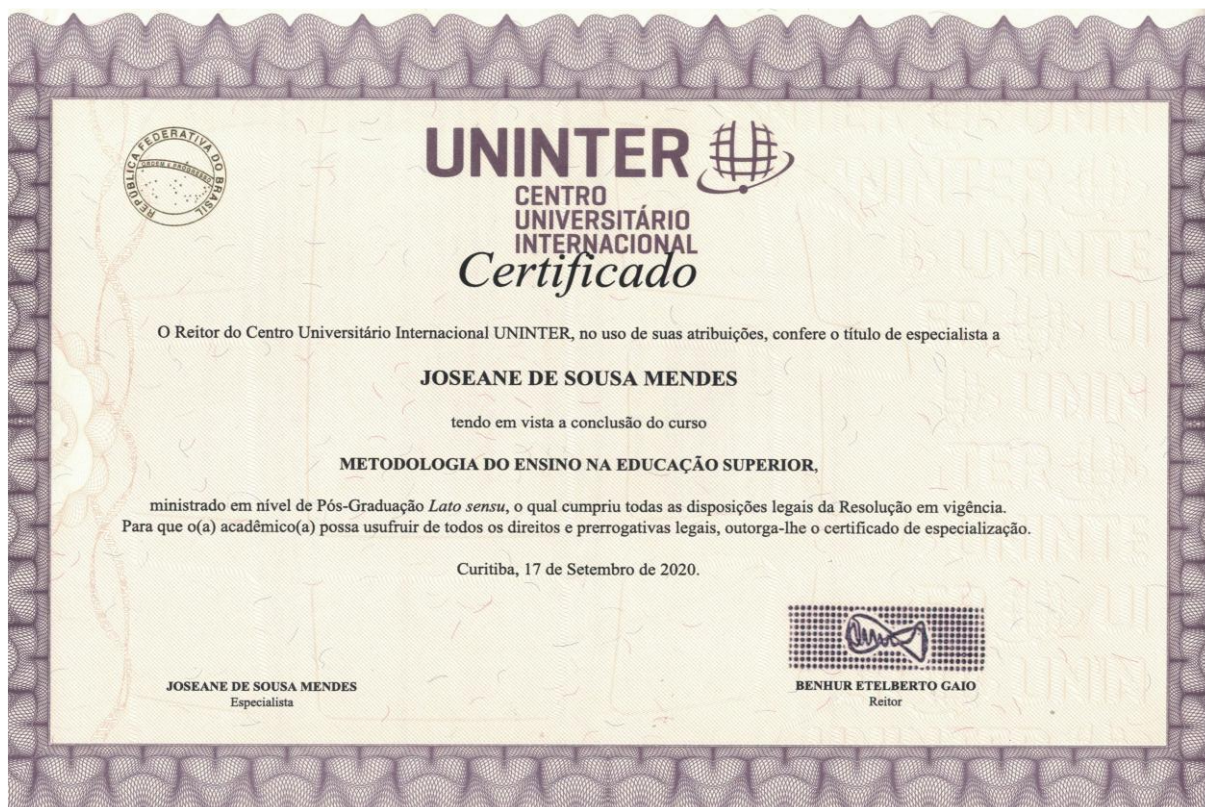 REPÚBLICA FEDERATIVA DO BRASIL
ORDEM E PROGRESSO
UNINTER
CENTRO
UNIVERSITÁRIO
INTERNACIONAL
Certificado
O Reitor do Centro Universitário Internacional UNINTER, no uso de suas atribuições, confere o título de especialista a
JOSEANE DE SOUSA MENDES
tendo em vista a conclusão do curso
METODOLOGIA DO ENSINO NA EDUCAÇÃO SUPERIOR,
ministrado em nível de Pós-Graduação Lato sensu, o qual cumpriu todas as disposições legais da Resolução em vigência.
Para que o(a) acadêmico(a) possa usufruir de todos os direitos e prerrogativas legais, outorga-lhe o certificado de especialização.
Curitiba, 17 de Setembro de 2020.
JOSEANE DE SOUSA MENDES
Especialista
BENHUR ETELBERTO GAIO
Reitor